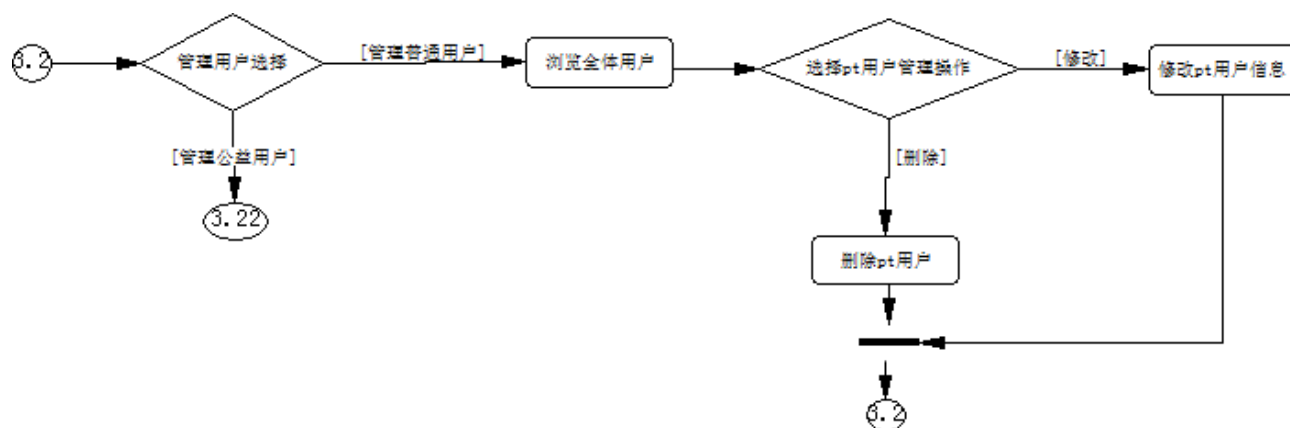 3.2
管理用户选择
[管理普通用户]
浏览全体用户
选择pt用户管理操作
[修改]
修改pt用户信息
[管理公益用户]
[删除]
3.22
删除pt用户
3.2